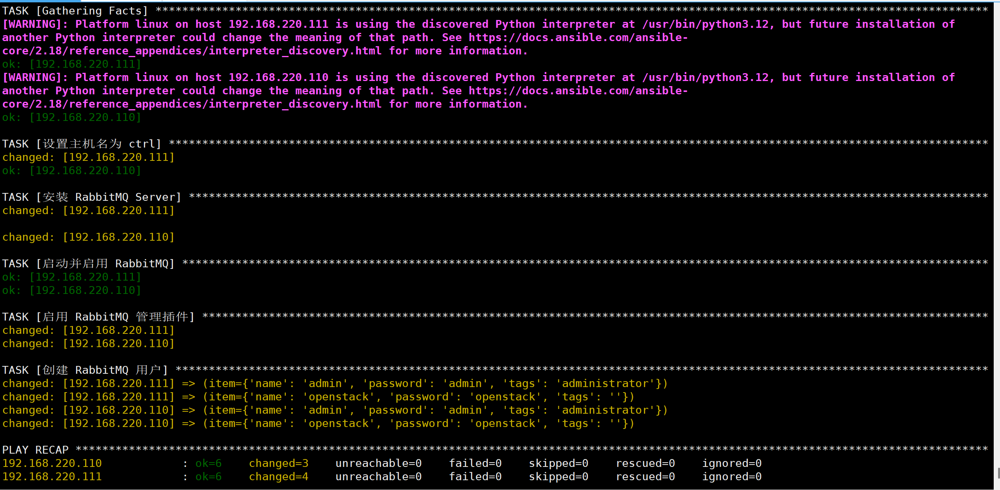 TASK [Gathering Facts] *****************************************************************************************************************************
[WARNING]: Platform linux on host 192.168.220.111 is using the discovered Python interpreter at /usr/bin/python3.12, but future installation of
another Python interpreter could change the meaning of that path. See https://docs.ansible.com/ansible-
core/2.18/reference_appendices/interpreter_discovery.html for more information.
ok: [192.168.220.111]
[WARNING]: Platform linux on host 192.168.220.110 is using the discovered Python interpreter at /usr/bin/python3.12, but future installation of
another Python interpreter could change the meaning of that path. See https://docs.ansible.com/ansible-
core/2.18/reference_appendices/interpreter_discovery.html for more information.
ok: [192.168.220.110]
TASK [设置主机名为 ctrl] ***************************************************************************************************************************
changed: [192.168.220.111]
ok: [192.168.220.110]
TASK [安装 RabbitMQ Server] ************************************************************************************************************************
changed: [192.168.220.111]
changed: [192.168.220.110]
TASK [启动并启用 RabbitMQ] *************************************************************************************************************************
ok: [192.168.220.111]
ok: [192.168.220.110]
TASK [启用 RabbitMQ 管理插件] **********************************************************************************************************************
changed: [192.168.220.111]
changed: [192.168.220.110]
TASK [创建 RabbitMQ 用户] **************************************************************************************************************************
changed: [192.168.220.111] => (item={'name': 'admin', 'password': 'admin', 'tags': 'administrator'})
changed: [192.168.220.111] => (item={'name': 'openstack', 'password': 'openstack', 'tags': ''})
changed: [192.168.220.110] => (item={'name': 'admin', 'password': 'admin', 'tags': 'administrator'})
changed: [192.168.220.110] => (item={'name': 'openstack', 'password': 'openstack', 'tags': ''})
PLAY RECAP *****************************************************************************************************************************************
192.168.220.110            : ok=6    changed=3    unreachable=0    failed=0    skipped=0    rescued=0    ignored=0
192.168.220.111            : ok=6    changed=4    unreachable=0    failed=0    skipped=0    rescued=0    ignored=0